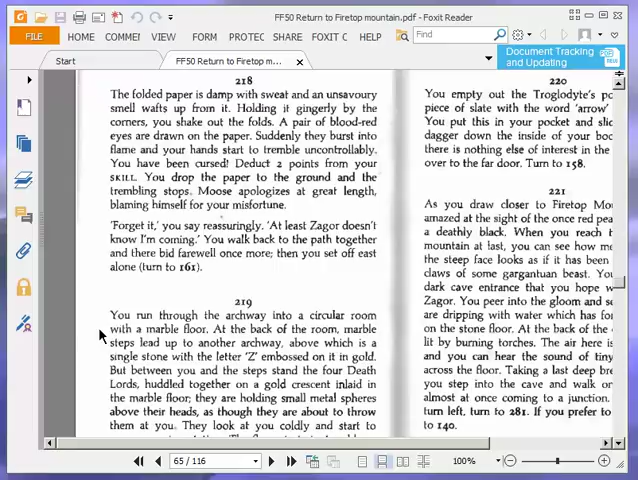 FF50 Return to Firetop mountain.pdf - Foxit Reader
FILE HOME COMMEI VIEW FORM PROTEC SHARE FOXIT C HELP Find
Start FF50 Return to Firetop m...
Document Tracking
and Updating
218
The folded paper is damp with sweat and an unsavoury
smell wafts up from it. Holding it gingerly by the
corners, you shake out the folds. A pair of blood-red
eyes are drawn on the paper. Suddenly they burst into
flame and your hands start to tremble uncontrollably.
You have been cursed! Deduct 2 points from your
SKILL. You drop the paper to the ground and the
trembling stops. Moose apologizes at great length,
blaming himself for your misfortune.
'Forget it,' you say reassuringly. 'At least Zagor doesn't
know I'm coming.' You walk back to the path together
and there bid farewell once more; then you set off east
alone (turn to 161).
219
You run through the archway into a circular room
with a marble floor. At the back of the room, marble
steps lead up to another archway, above which is a
single stone with the letter 'Z' embossed on it in gold.
But between you and the steps stand the four Death
Lords, huddled together on a gold crescent inlaid in
the marble floor; they are holding small metal spheres
above their heads, as though they are about to throw
them at you. They look at you coldly and start to
220
You empty out the Troglodyte's po
piece of slate with the word 'arrow'
You put this in your pocket and slid
dagger down the inside of your boo
there is nothing else of interest in the
over to the far door. Turn to 158.
221
As you draw closer to Firetop Mou
amazed at the sight of the once red pea
a deathly black. When you reach t
mountain at last, you can see how me
the steep face looks as if it has been
claws of some gargantuan beast. You
dark cave entrance that you hope w
Zagor. You peer into the gloom and se
are dripping with water which has for
on the stone floor. At the back of the
lit by burning torches. The air here i
and you can hear the sound of tiny
across the floor. Taking a last deep bre
you step into the cave and walk on
almost at once coming to a junction.
turn left, turn to 281. If you prefer to
to 140.
65 / 116
100%